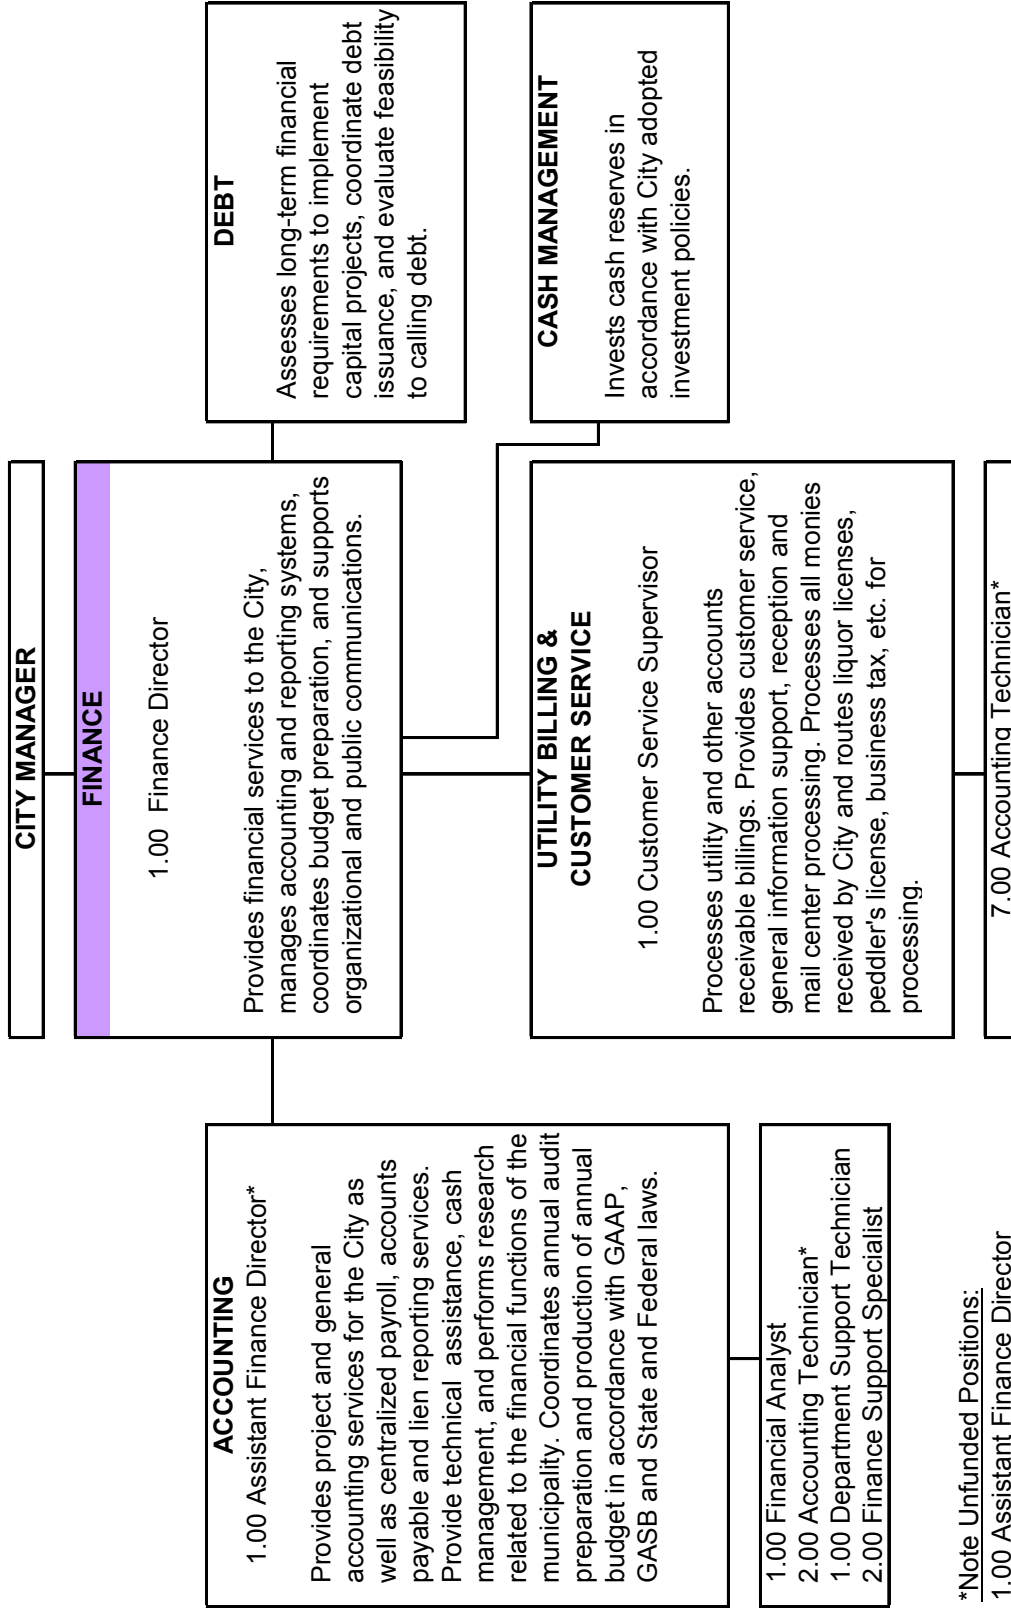 CITY MANAGER
FINANCE
1.00 Finance Director
Provides financial services to the City,
manages accounting and reporting systems,
coordinates budget preparation, and supports
organizational and public communications.
ACCOUNTING
1.00 Assistant Finance Director*
Provides project and general
accounting services for the City as
well as centralized payroll, accounts
payable and lien reporting services.
Provide technical assistance, cash
management, and performs research
related to the financial functions of the
municipality. Coordinates annual audit
preparation and production of annual
budget in accordance with GAAP,
GASB and State and Federal laws.
1.00 Financial Analyst
2.00 Accounting Technician*
1.00 Department Support Technician
2.00 Finance Support Specialist
DEBT
Assesses long-term financial
requirements to implement
capital projects, coordinate debt
issuance, and evaluate feasibility
to calling debt.
CASH MANAGEMENT
Invests cash reserves in
accordance with City adopted
investment policies.
UTILITY BILLING &
CUSTOMER SERVICE
1.00 Customer Service Supervisor
Processes utility and other accounts
receivable billings. Provides customer service,
general information support, reception and
mail center processing. Processes all monies
received by City and routes liquor licenses,
peddler's license, business tax, etc. for
processing.
7.00 Accounting Technician*
*Note Unfunded Positions:
1.00 Assistant Finance Director